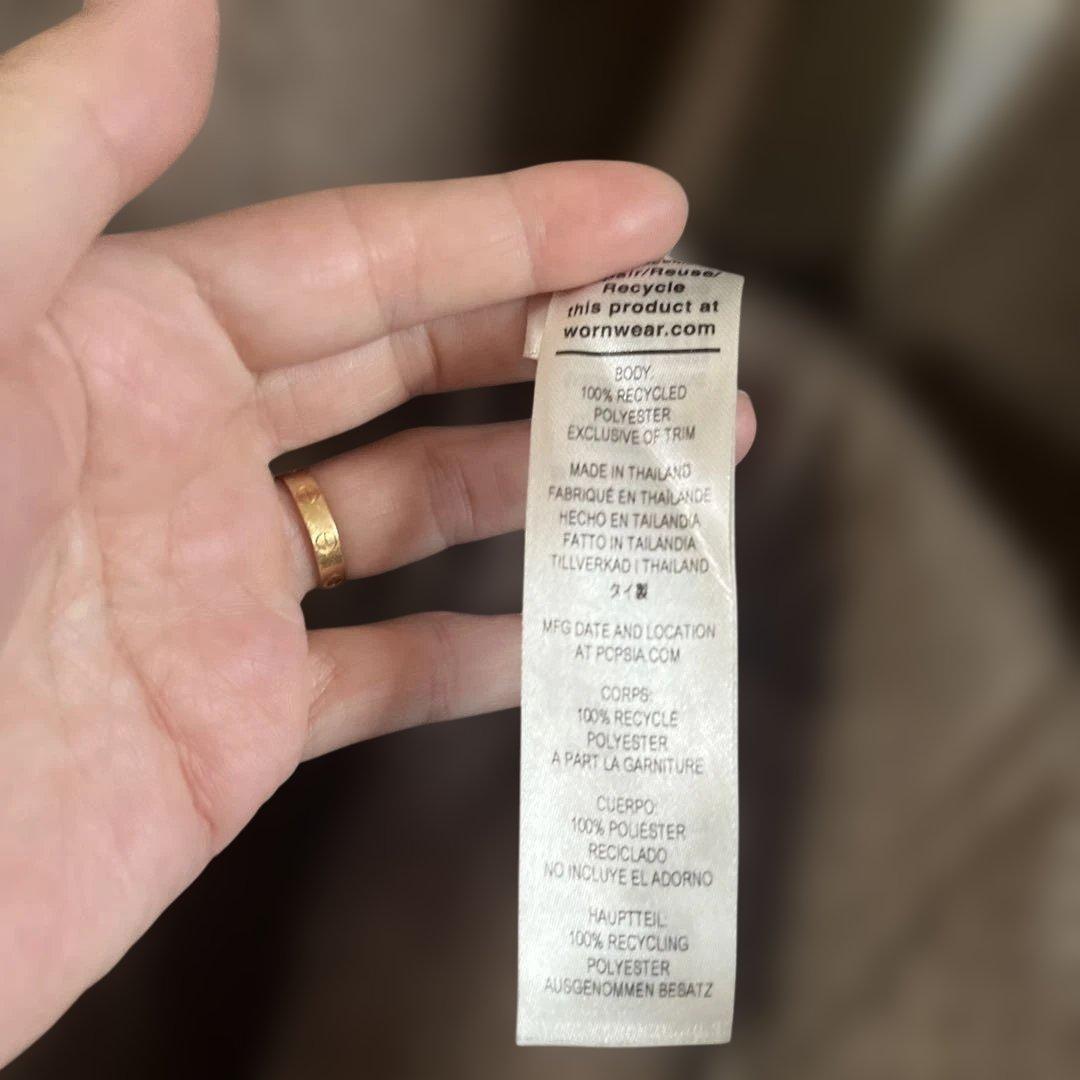 Recycle
this product at
wornwear.com
BODY:
100% RECYCLED
POLYESTER
EXCLUSIVE OF TRIM
MADE IN THAILAND
FABRIQUÉ EN THAÏLANDE
HECHO EN TAILANDIA
FATTO IN TAILANDIA
TILLVERKAD I THAILAND
タイ製
MFG DATE AND LOCATION
AT PCPSIA.COM
CORPS:
100% RECYCLÉ
POLYESTER
À PART LA GARNITURE
CUERPO:
100% POLIÉSTER
RECICLADO
NO INCLUYE EL ADORNO
HAUPTTEIL:
100% RECYCLING
POLYESTER
AUSGENOMMEN BESATZ